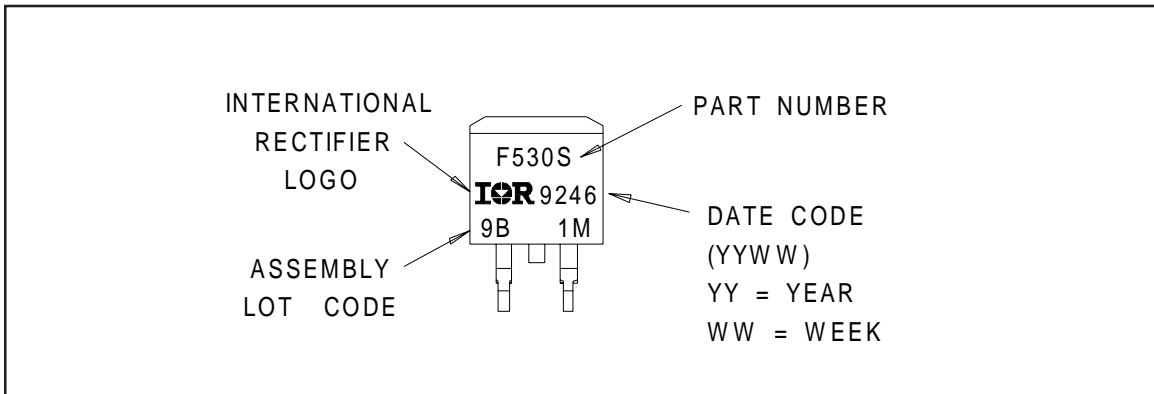 INTERNATIONAL
RECTIFIER
LOGO
ASSEMBLY
LOT CODE
F530S
IOR 9246
9B 1M
PART NUMBER
DATE CODE
(YYWW)
YY = YEAR
WW = WEEK